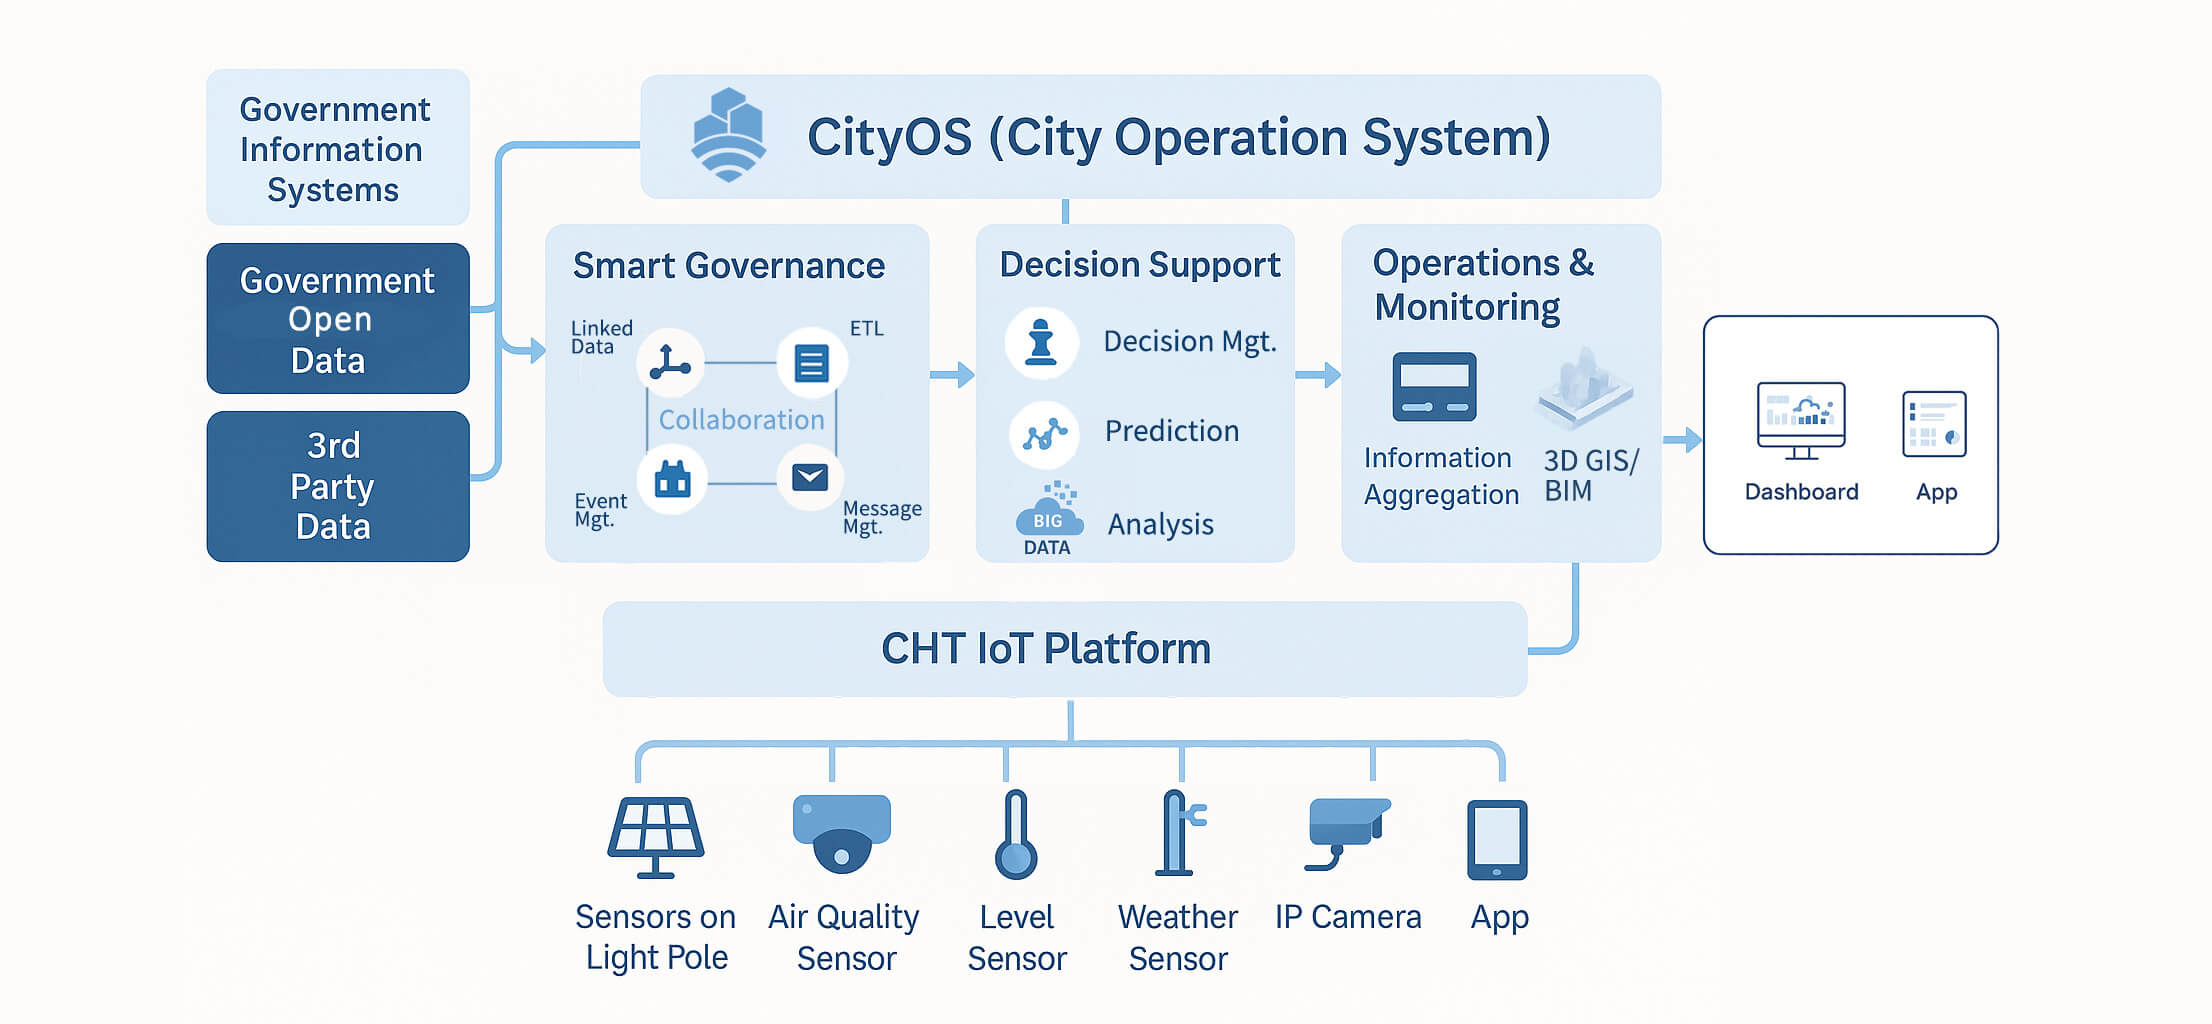 Government
Information
Systems
Government
Open
Data
3rd
Party
Data
CityOS (City Operation System)
Smart Governance
Linked
Data
ETL
Collaboration
Event
Mgt.
Message
Mgt.
Decision Support
Decision Mgt.
Prediction
BIG
DATA
Analysis
Operations &
Monitoring
Information
Aggregation
3D GIS/
BIM
Dashboard
App
CHT IoT Platform
Sensors on
Light Pole
Air Quality
Sensor
Level
Sensor
Weather
Sensor
IP Camera
App